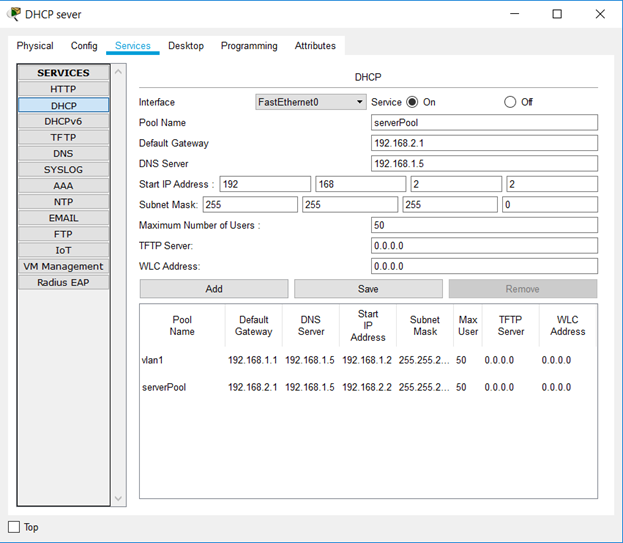 DHCP sever
Physical Config Services Desktop Programming Attributes
SERVICES
HTTP
DHCP
DHCPv6
TFTP
DNS
SYSLOG
AAA
NTP
EMAIL
FTP
IoT
VM Management
Radius EAP
DHCP
Interface FastEthernet0 Service On Off
Pool Name serverPool
Default Gateway 192.168.2.1
DNS Server 192.168.1.5
Start IP Address : 192 168 2 2
Subnet Mask: 255 255 255 0
Maximum Number of Users : 50
TFTP Server: 0.0.0.0
WLC Address: 0.0.0.0
Add Save Remove
Pool Name Default Gateway DNS Server Start IP Address Subnet Mask Max User TFTP Server WLC Address
vlan1 192.168.1.1 192.168.1.5 192.168.1.2 255.255.2... 50 0.0.0.0 0.0.0.0
serverPool 192.168.2.1 192.168.1.5 192.168.2.2 255.255.2... 50 0.0.0.0 0.0.0.0
Top